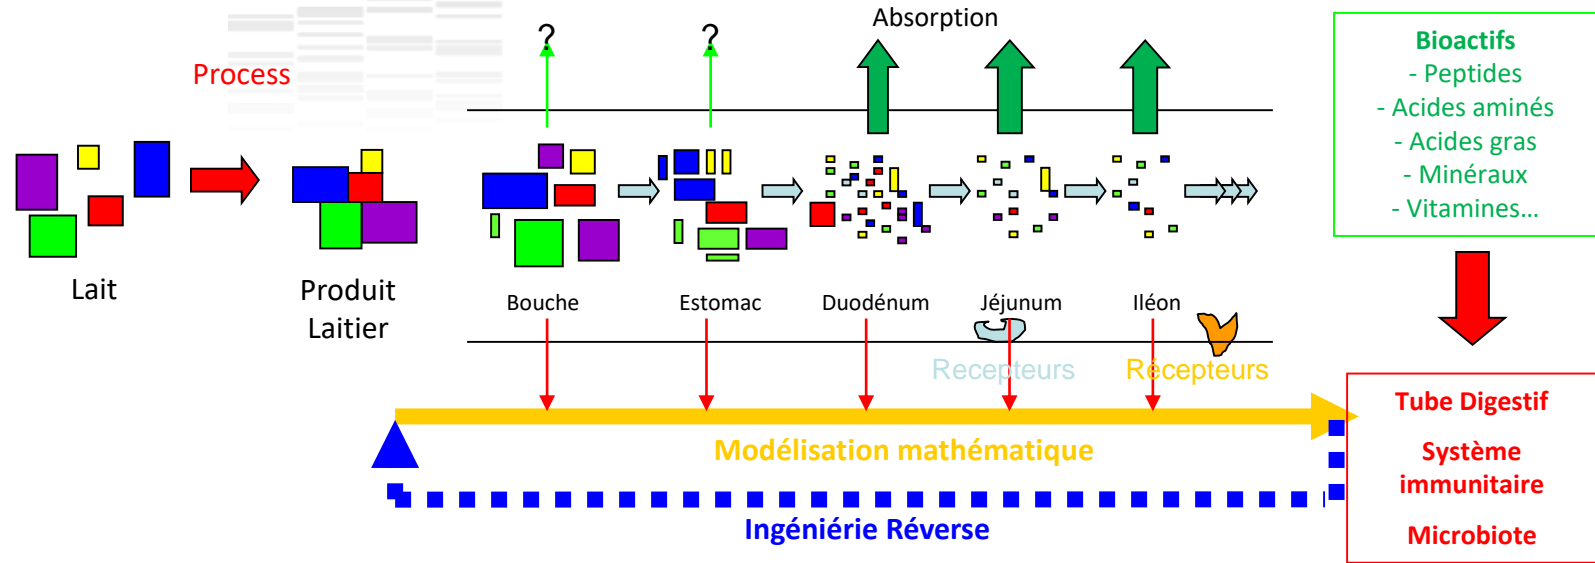 Process
Lait
Produit
Laitier
?
?
Absorption
Bouche
Estomac
Duodénum
Jéjunum
Iléon
Recepteurs
Récepteurs
Modélisation mathématique
Ingéniérie Réverse
Bioactifs
- Peptides
- Acides aminés
- Acides gras
- Minéraux
- Vitamines...
Tube Digestif
Système
immunitaire
Microbiote